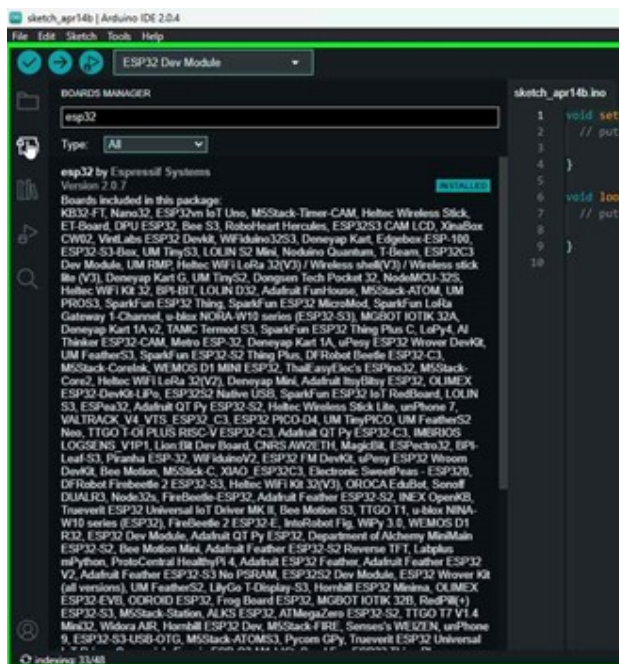 sketch_apr14b | Arduino IDE 2.0.4
File Edit Sketch Tools Help
ESP32 Dev Module
BOARDS MANAGER
esp32
Type: All
esp32 by Espressif Systems
Version 2.0.7
INSTALLED
Boards included in this package:
KB32-FT, Nano32, ESP32vn IoT Uno, M5Stack-Timer-CAM, Heltec Wireless Stick,
ET-Board, DPU ESP32, Bee S3, RoboHeart Hercules, ESP32S3 CAM LCD, XinaBox
CW02, VintLabs ESP32 Devkit, WiFiduino32S3, Deneyap Kart, Edgebox-ESP-100,
ESP32-S3-Box, UM TinyS3, LOLIN S2 Mini, Noduino Quantum, T-Beam, ESP32C3
Dev Module, UM RMP, Heltec WiFi LoRa 32(V3) / Wireless shell(V3) / Wireless stick
lite (V3), Deneyap Kart G, UM TinyS2, Dongsen Tech Pocket 32, NodeMCU-32S,
Heltec WiFi Kit 32, BPI-BIT, LOLIN D32, Adafruit FunHouse, M5Stack-ATOM, UM
PROS3, SparkFun ESP32 Thing, SparkFun ESP32 MicroMod, SparkFun LoRa
Gateway 1-Channel, u-blox NORA-W10 series (ESP32-S3), MGBOT IOTIK 32A,
Deneyap Kart 1A v2, TAMC Termod S3, SparkFun ESP32 Thing Plus C, LoPy4, AI
Thinker ESP32-CAM, Metro ESP-32, Deneyap Kart 1A, uPesy ESP32 Wrover DevKit,
UM FeatherS3, SparkFun ESP32-S2 Thing Plus, DFRobot Beetle ESP32-C3,
M5Stack-CoreInk, WEMOS D1 MINI ESP32, ThaiEasyElec's ESPino32, M5Stack-
Core2, Heltec WiFi LoRa 32(V2), Deneyap Mini, Adafruit ItsyBitsy ESP32, OLIMEX
ESP32-DevKit-LiPo, ESP32S2 Native USB, SparkFun ESP32 IoT RedBoard, LOLIN
S3, ESPea32, Adafruit QT Py ESP32-S2, Heltec Wireless Stick Lite, unPhone 7,
VALTRACK_V4_VTS_ESP32_C3, ESP32 PICO-D4, UM TinyPICO, UM FeatherS2
Neo, TTGO T-OI PLUS RISC-V ESP32-C3, Adafruit QT Py ESP32-C3, IMBRIOS
LOGSENS_V1P1, Lion:Bit Dev Board, CNRS AW2ETH, MagicBit, ESPectro32, BPI-
Leaf-S3, Piranha ESP-32, WiFiduinoV2, ESP32 FM DevKit, uPesy ESP32 Wroom
DevKit, Bee Motion, M5Stick-C, XIAO_ESP32C3, Electronic SweetPeas - ESP320,
DFRobot Firebeetle 2 ESP32-S3, Heltec WiFi Kit 32(V3), OROCA EduBot, Sonoff
DUALR3, Node32s, FireBeetle-ESP32, Adafruit Feather ESP32-S2, INEX OpenKB,
Trueverit ESP32 Universal IoT Driver MK II, Bee Motion S3, TTGO T1, u-blox NINA-
W10 series (ESP32), FireBeetle 2 ESP32-E, IntoRobot Fig, WiPy 3.0, WEMOS D1
R32, ESP32 Dev Module, Adafruit QT Py ESP32, Department of Alchemy MiniMain
ESP32-S2, Bee Motion Mini, Adafruit Feather ESP32-S2 Reverse TFT, Labplus
mPython, ProtoCentral HealthyPi 4, Adafruit Feather ESP32, Adafruit Feather ESP32
V2, Adafruit Feather ESP32-S3 No PSRAM, ESP32S2 Dev Module, ESP32 Wrover Kit
(all versions), UM FeatherS2, LilyGo T-Display-S3, Hornbill ESP32 Minima, OLIMEX
ESP32-EVB, ODROID ESP32, Frog Board ESP32, MGBOT IOTIK 32B, RedPill(+)
ESP32-S3, M5Stack-Station, ALKS ESP32, ATMegaZero ESP32-S2, TTGO T7 V1.4
Mini32, Widora AIR, Hornbill ESP32 Dev, M5Stack-FIRE, Senses's WEIZEN, unPhone
9, ESP32-S3-USB-OTG, M5Stack-ATOMS3, Pycom GPy, Trueverit ESP32 Universal
indexing: 33/48
sketch_apr14b.ino
1 void set
2 // put
3
4 }
5
6 void loo
7 // put
8
9 }
10